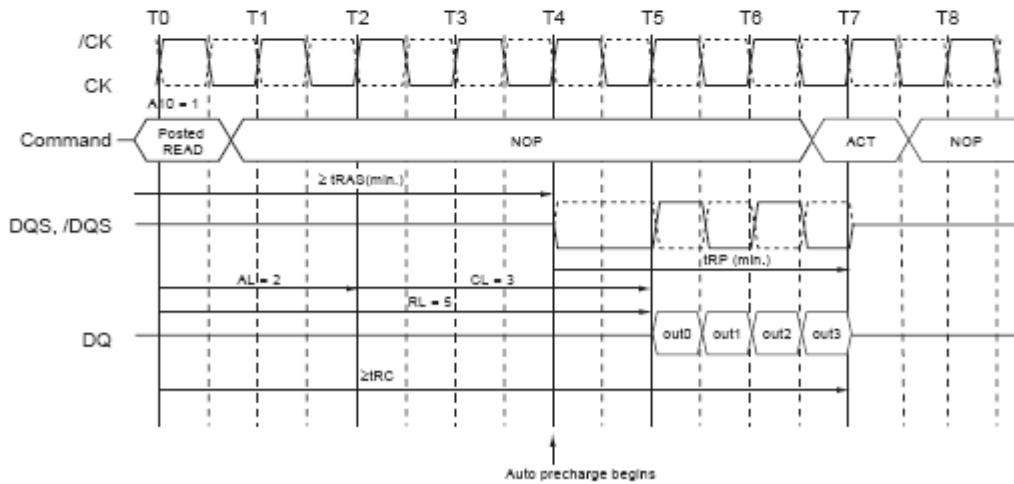 T0 T1 T2 T3 T4 T5 T6 T7 T8
/CK
CK
A10 = 1
Command Posted READ NOP ACT NOP
≥ tRAS(min.)
DQS, /DQS
tRP (min.)
AL = 2 CL = 3
RL = 5
DQ out0 out1 out2 out3
≥tRC
Auto precharge begins